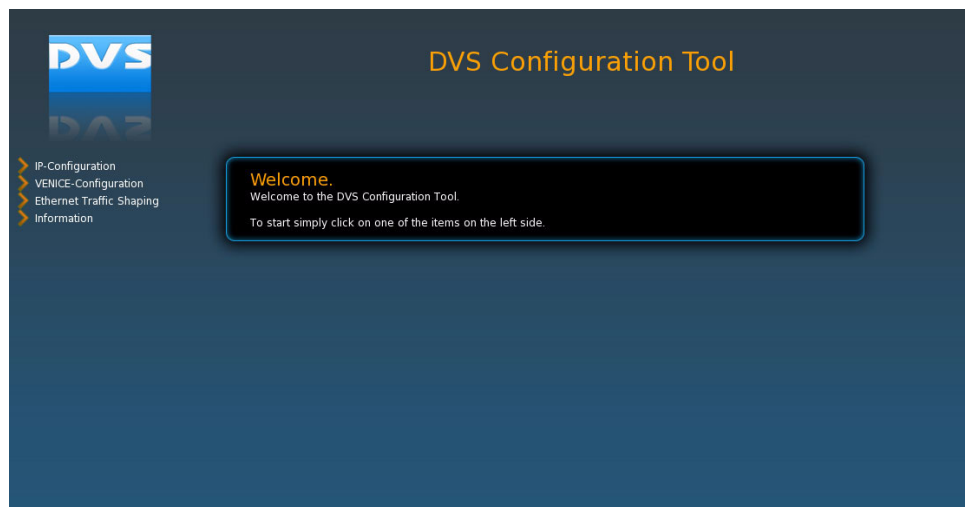 DVS
DVS Configuration Tool
IP-Configuration
VENICE-Configuration
Ethernet Traffic Shaping
Information
Welcome.
Welcome to the DVS Configuration Tool.
To start simply click on one of the items on the left side.